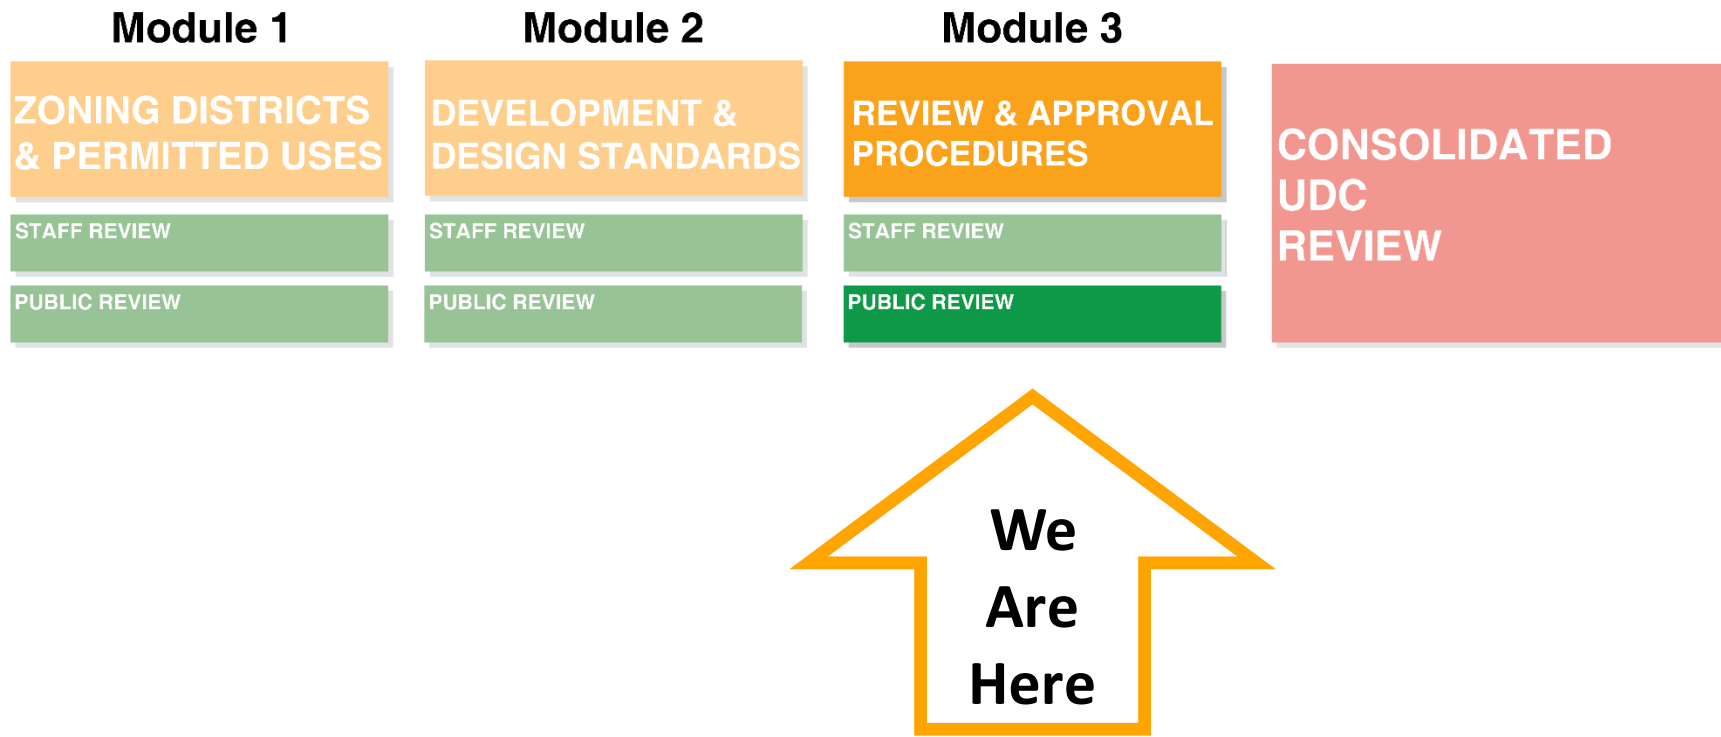 Module 1
ZONING DISTRICTS
& PERMITTED USES
STAFF REVIEW
PUBLIC REVIEW
Module 2
DEVELOPMENT &
DESIGN STANDARDS
STAFF REVIEW
PUBLIC REVIEW
Module 3
REVIEW & APPROVAL
PROCEDURES
STAFF REVIEW
PUBLIC REVIEW
CONSOLIDATED
UDC
REVIEW
We
Are
Here